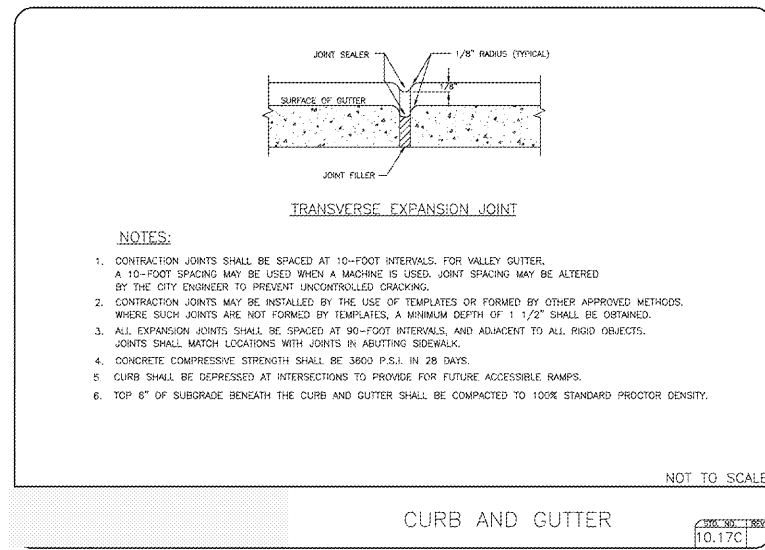 JOINT SEALER
1/8" RADIUS (TYPICAL)
1/8"
SURFACE OF GUTTER
JOINT FILLER
TRANSVERSE EXPANSION JOINT
NOTES:
1. CONTRACTION JOINTS SHALL BE SPACED AT 10-FOOT INTERVALS. FOR VALLEY GUTTER,
A 10-FOOT SPACING MAY BE USED WHEN A MACHINE IS USED. JOINT SPACING MAY BE ALTERED
BY THE CITY ENGINEER TO PREVENT UNCONTROLLED CRACKING.
2. CONTRACTION JOINTS MAY BE INSTALLED BY THE USE OF TEMPLATES OR FORMED BY OTHER APPROVED METHODS.
WHERE SUCH JOINTS ARE NOT FORMED BY TEMPLATES, A MINIMUM DEPTH OF 1 1/2" SHALL BE OBTAINED.
3. ALL EXPANSION JOINTS SHALL BE SPACED AT 90-FOOT INTERVALS, AND ADJACENT TO ALL RIGID OBJECTS.
JOINTS SHALL MATCH LOCATIONS WITH JOINTS IN ABUTTING SIDEWALK.
4. CONCRETE COMPRESSIVE STRENGTH SHALL BE 3600 P.S.I. IN 28 DAYS.
5. CURB SHALL BE DEPRESSED AT INTERSECTIONS TO PROVIDE FOR FUTURE ACCESSIBLE RAMPS.
6. TOP 6" OF SUBGRADE BENEATH THE CURB AND GUTTER SHALL BE COMPACTED TO 100% STANDARD PROCTOR DENSITY.
NOT TO SCALE
CURB AND GUTTER
STD. NO. REV
10.17C